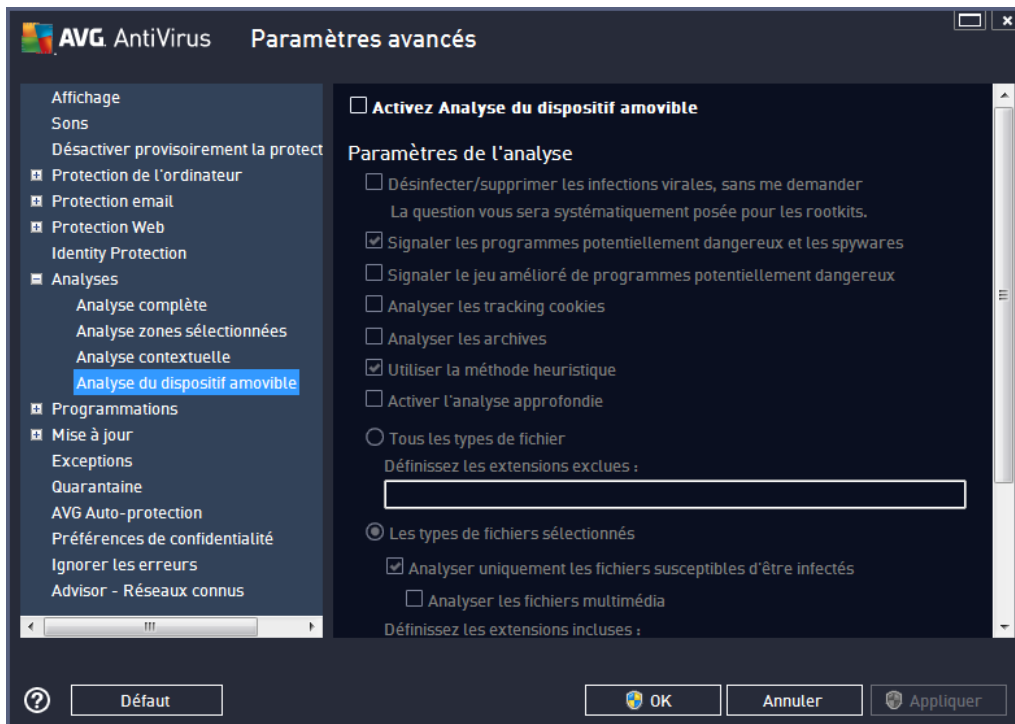 AVG AntiVirus Paramètres avancés
Affichage
Sons
Désactiver provisoirement la protect
Protection de l'ordinateur
Protection email
Protection Web
Identity Protection
Analyses
Analyse complète
Analyse zones sélectionnées
Analyse contextuelle
Analyse du dispositif amovible
Programmations
Mise à jour
Exceptions
Quarantaine
AVG Auto-protection
Préférences de confidentialité
Ignorer les erreurs
Advisor - Réseaux connus
Activez Analyse du dispositif amovible
Paramètres de l'analyse
Désinfecter/supprimer les infections virales, sans me demander
La question vous sera systématiquement posée pour les rootkits.
Signaler les programmes potentiellement dangereux et les spywares
Signaler le jeu amélioré de programmes potentiellement dangereux
Analyser les tracking cookies
Analyser les archives
Utiliser la méthode heuristique
Activer l'analyse approfondie
Tous les types de fichier
Définissez les extensions exclues :
Les types de fichiers sélectionnés
Analyser uniquement les fichiers susceptibles d'être infectés
Analyser les fichiers multimédia
Définissez les extensions incluses :
Défaut
OK
Annuler
Appliquer